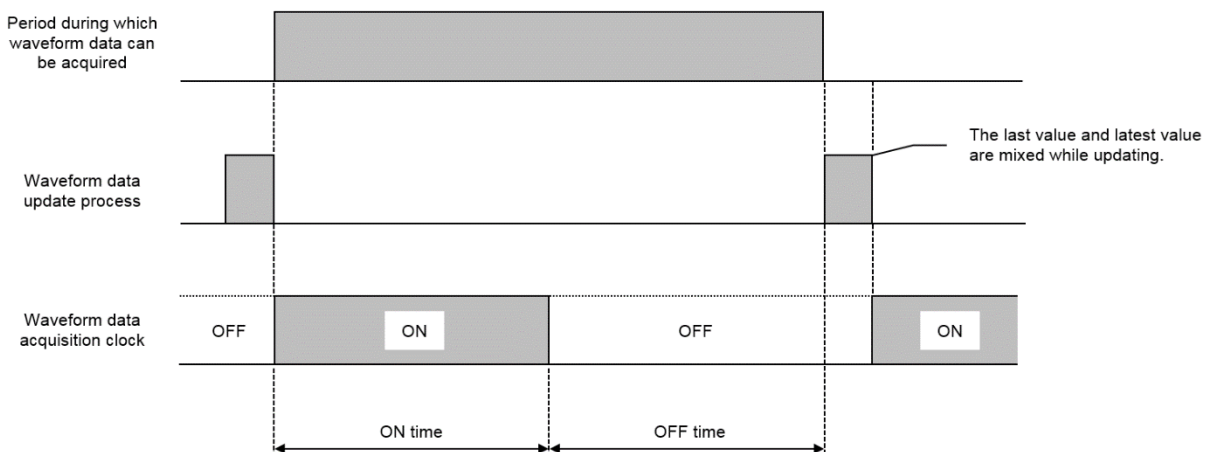 Period during which
waveform data can
be acquired
The last value and latest value
are mixed while updating.
Waveform data
update process
Waveform data
acquisition clock
OFF
ON
OFF
ON
ON time
OFF time